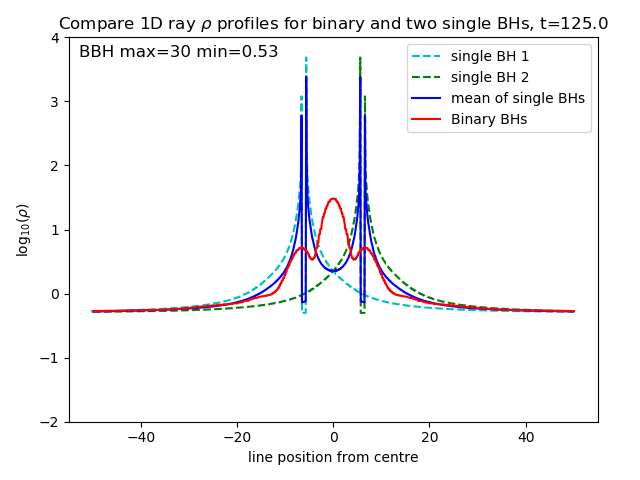 Compare 1D ray ρ profiles for binary and two single BHs, t=125.0
BBH max=30 min=0.53
single BH 1
single BH 2
mean of single BHs
Binary BHs
4
3
2
1
0
−1
−2
log₁₀(ρ)
−40 −20 0 20 40
line position from centre